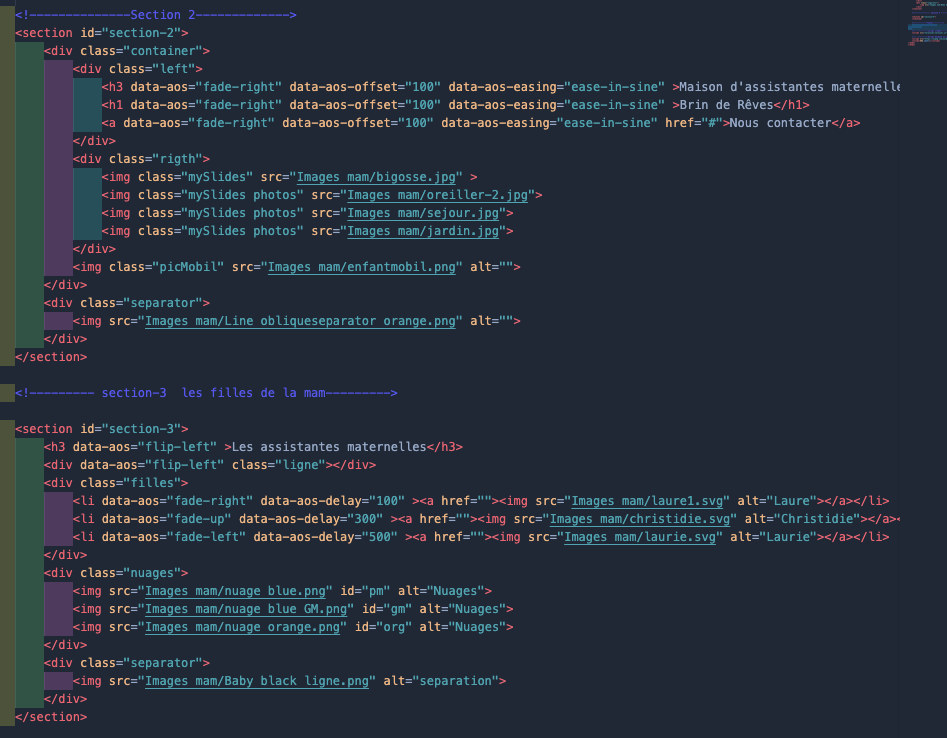 <!——————————————Section 2—————————————>
<section id="section-2">
<div class="container">
<div class="left">
<h3 data-aos="fade-right" data-aos-offset="100" data-aos-easing="ease-in-sine" >Maison d'assistantes maternelle
<h1 data-aos="fade-right" data-aos-offset="100" data-aos-easing="ease-in-sine" >Brin de Rêves</h1>
<a data-aos="fade-right" data-aos-offset="100" data-aos-easing="ease-in-sine" href="#">Nous contacter</a>
</div>
<div class="rigth">
<img class="mySlides" src="Images mam/bigosse.jpg" >
<img class="mySlides photos" src="Images mam/oreiller-2.jpg">
<img class="mySlides photos" src="Images mam/sejour.jpg">
<img class="mySlides photos" src="Images mam/jardin.jpg">
</div>
<img class="picMobil" src="Images mam/enfantmobil.png" alt="">
</div>
<div class="separator">
<img src="Images mam/Line obliqueseparator orange.png" alt="">
</div>
</section>
<!————————— section-3  les filles de la mam—————————>
<section id="section-3">
<h3 data-aos="flip-left" >Les assistantes maternelles</h3>
<div data-aos="flip-left" class="ligne"></div>
<div class="filles">
<li data-aos="fade-right" data-aos-delay="100" ><a href=""><img src="Images mam/laure1.svg" alt="Laure"></a></li>
<li data-aos="fade-up" data-aos-delay="300" ><a href=""><img src="Images mam/christidie.svg" alt="Christidie"></a><
<li data-aos="fade-left" data-aos-delay="500" ><a href=""><img src="Images mam/laurie.svg" alt="Laurie"></a></li>
</div>
<div class="nuages">
<img src="Images mam/nuage blue.png" id="pm" alt="Nuages">
<img src="Images mam/nuage blue GM.png" id="gm" alt="Nuages">
<img src="Images mam/nuage orange.png" id="org" alt="Nuages">
</div>
<div class="separator">
<img src="Images mam/Baby black ligne.png" alt="separation">
</div>
</section>